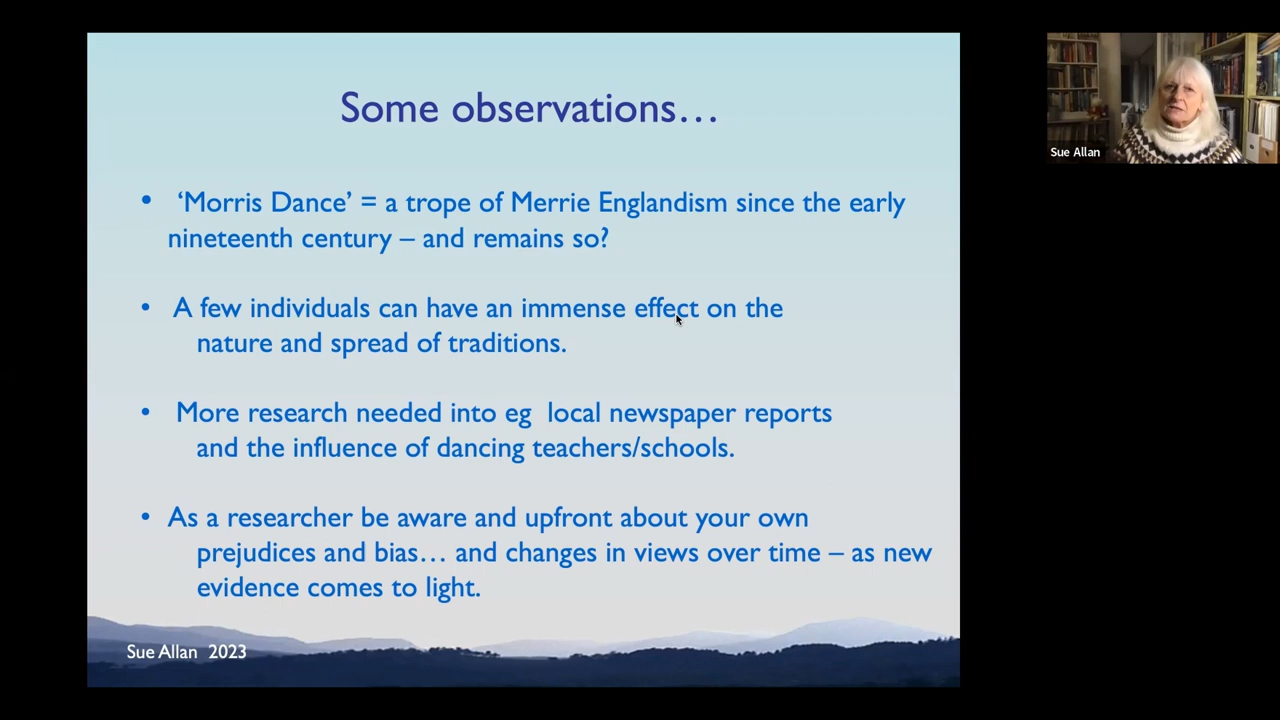 Some observations…
• ‘Morris Dance’ = a trope of Merrie Englandism since the early
nineteenth century – and remains so?
• A few individuals can have an immense effect on the
nature and spread of traditions.
• More research needed into eg  local newspaper reports
and the influence of dancing teachers/schools.
• As a researcher be aware and upfront about your own
prejudices and bias… and changes in views over time – as new
evidence comes to light.
Sue Allan  2023
Sue Allan